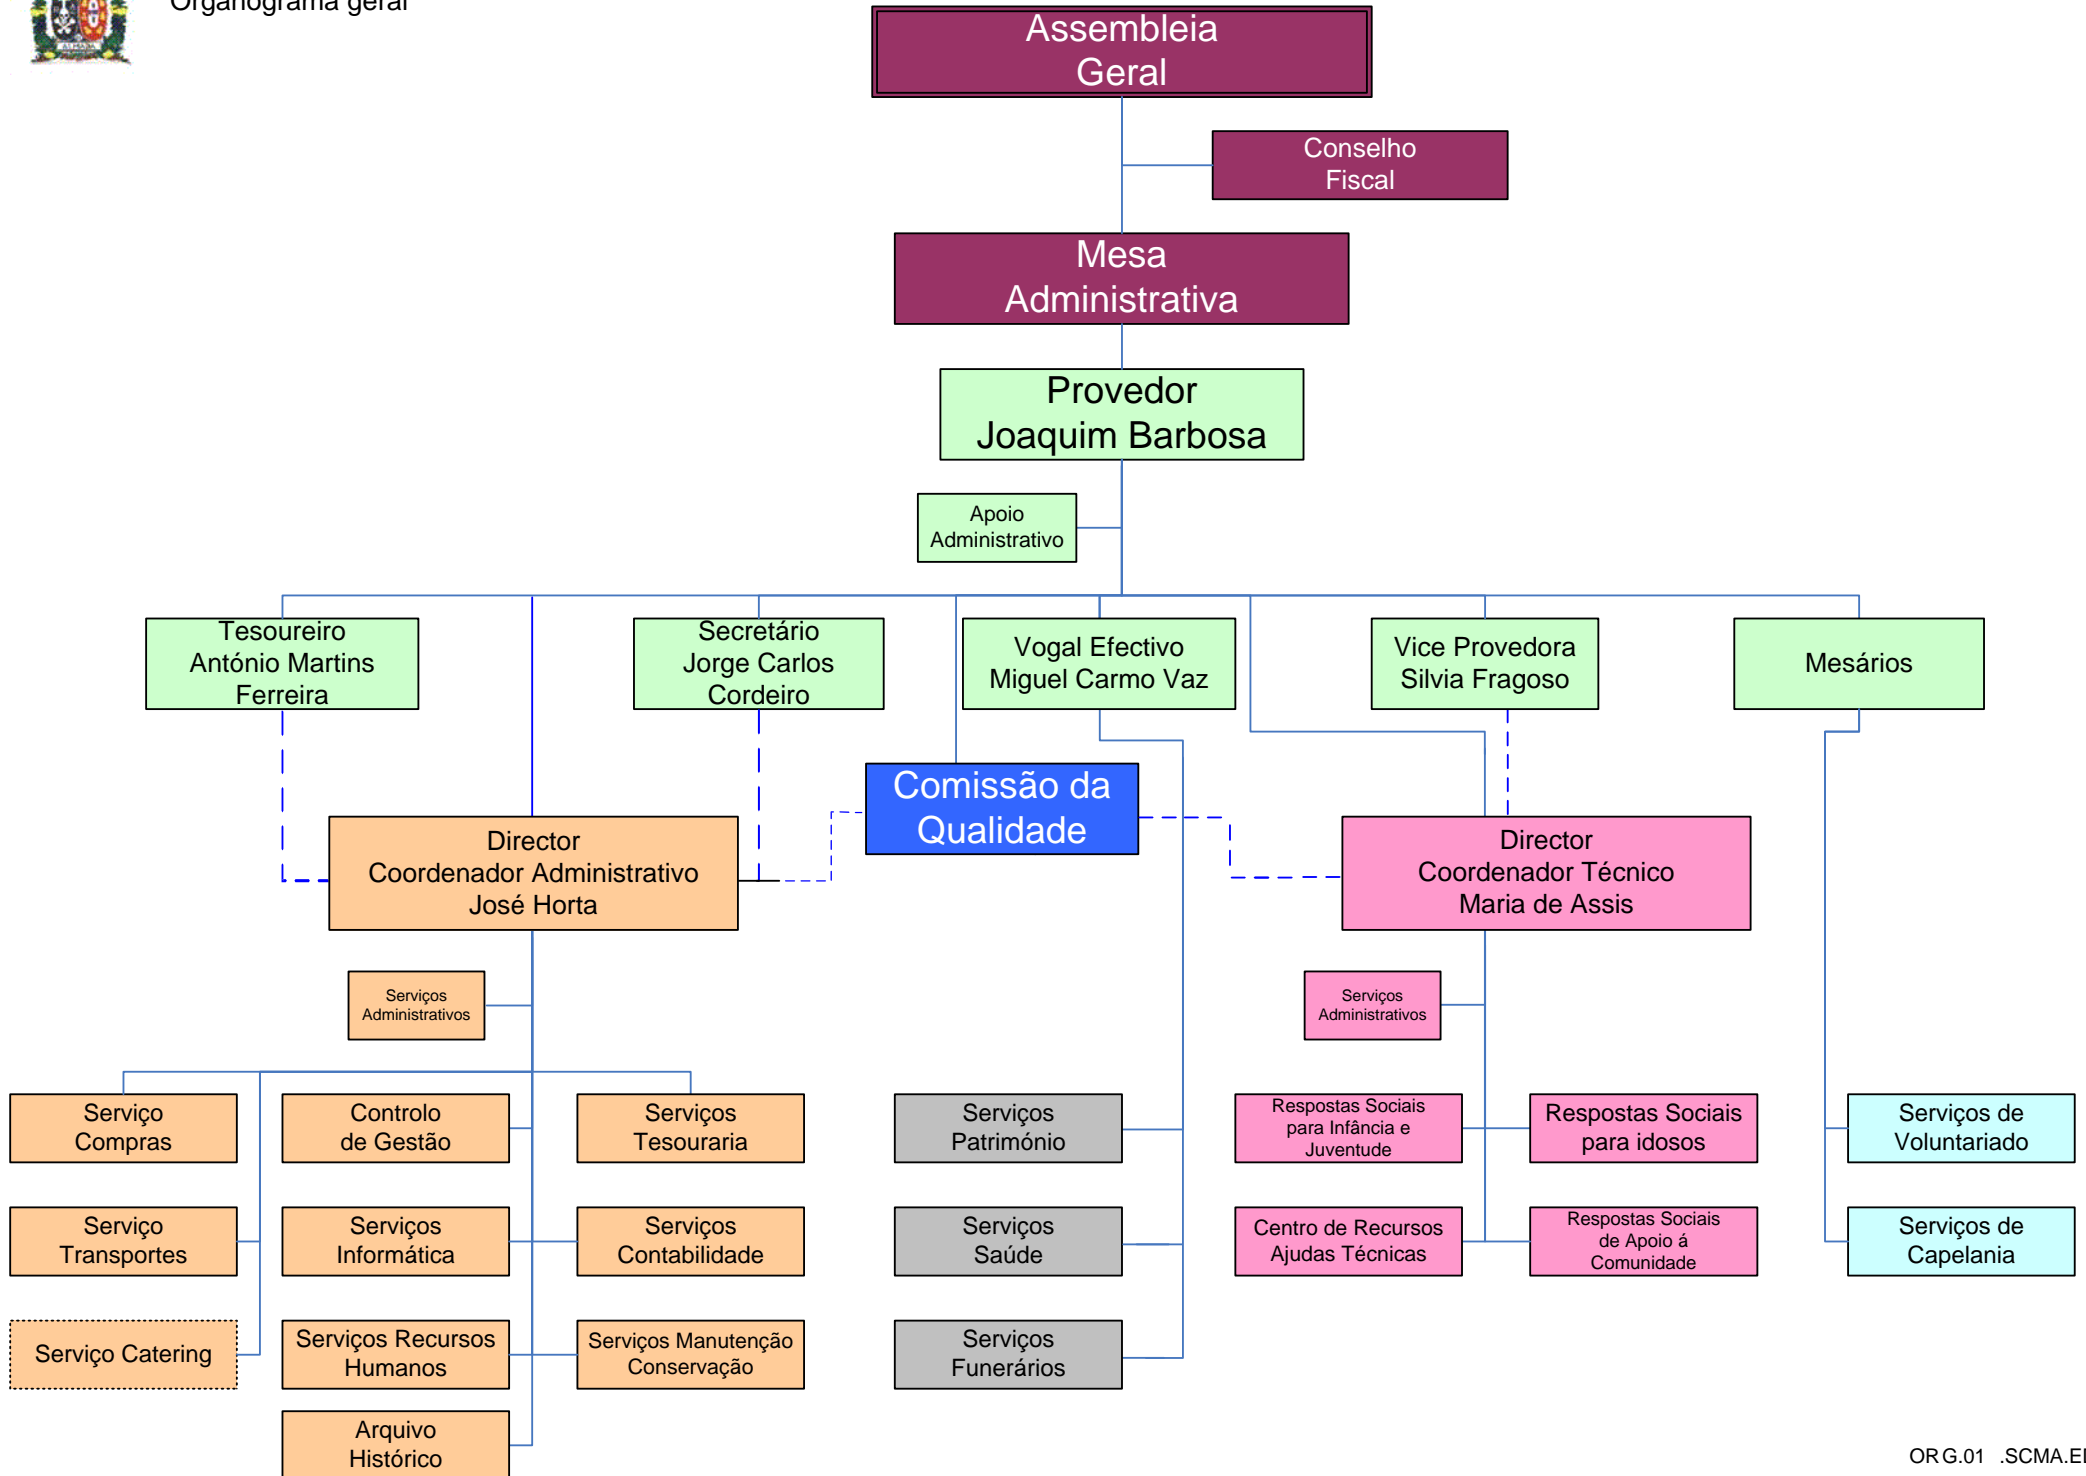 Organograma geral
ALMADA
Assembleia
Geral
Conselho
Fiscal
Mesa
Administrativa
Provedor
Joaquim Barbosa
Apoio
Administrativo
Tesoureiro
António Martins
Ferreira
Secretário
Jorge Carlos
Cordeiro
Vogal Efectivo
Miguel Carmo Vaz
Vice Provedora
Silvia Fragoso
Mesários
Comissão da
Qualidade
Director
Coordenador Administrativo
José Horta
Director
Coordenador Técnico
Maria de Assis
Serviços
Administrativos
Serviços
Administrativos
Serviço
Compras
Controlo
de Gestão
Serviços
Tesouraria
Serviços
Património
Respostas Sociais
para Infância e
Juventude
Respostas Sociais
para idosos
Serviços de
Voluntariado
Serviço
Transportes
Serviços
Informática
Serviços
Contabilidade
Serviços
Saúde
Centro de Recursos
Ajudas Técnicas
Respostas Sociais
de Apoio á
Comunidade
Serviços de
Capelania
Serviço Catering
Serviços Recursos
Humanos
Serviços Manutenção
Conservação
Serviços
Funerários
Arquivo
Histórico
ORG.01 .SCMA.EI